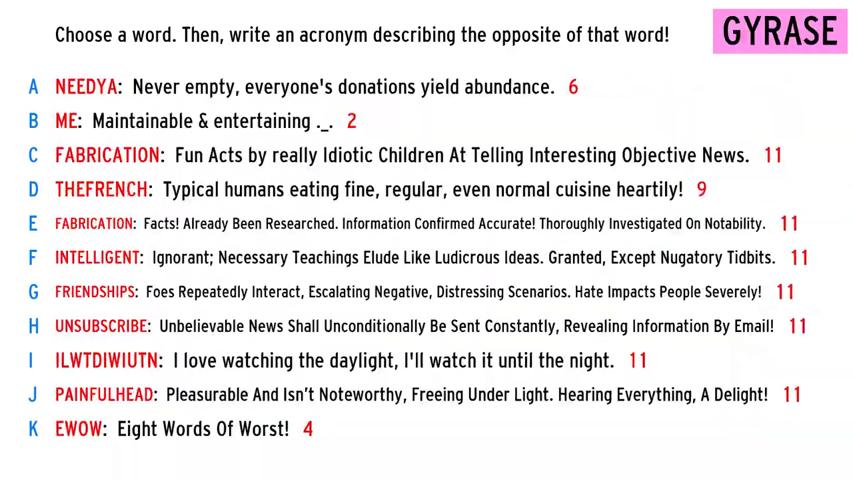 Choose a word. Then, write an acronym describing the opposite of that word!
GYRASE
A NEEDYA: Never empty, everyone's donations yield abundance. 6
B ME: Maintainable & entertaining ._. 2
C FABRICATION: Fun Acts by really Idiotic Children At Telling Interesting Objective News. 11
D THEFRENCH: Typical humans eating fine, regular, even normal cuisine heartily! 9
E FABRICATION: Facts! Already Been Researched. Information Confirmed Accurate! Thoroughly Investigated On Notability. 11
F INTELLIGENT: Ignorant; Necessary Teachings Elude Like Ludicrous Ideas. Granted, Except Nugatory Tidbits. 11
G FRIENDSHIPS: Foes Repeatedly Interact, Escalating Negative, Distressing Scenarios. Hate Impacts People Severely! 11
H UNSUBSCRIBE: Unbelievable News Shall Unconditionally Be Sent Constantly, Revealing Information By Email! 11
I ILWTDIWIUTN: I love watching the daylight, I'll watch it until the night. 11
J PAINFULHEAD: Pleasurable And Isn't Noteworthy, Freeing Under Light. Hearing Everything, A Delight! 11
K EWOW: Eight Words Of Worst! 4